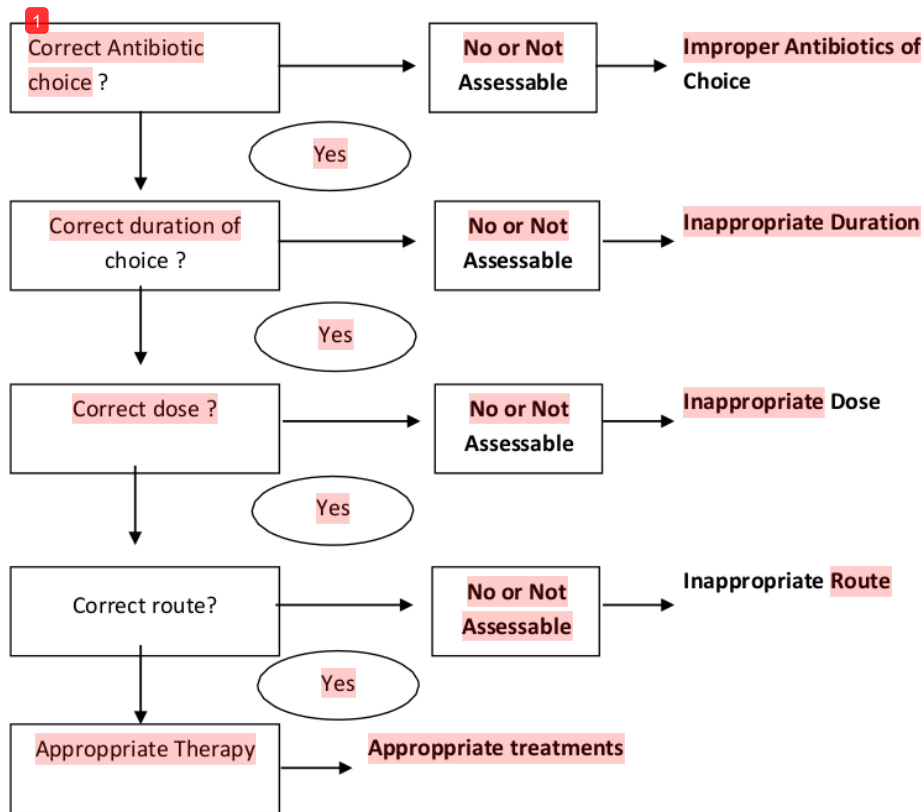 1
Correct Antibiotic
choice ?
No or Not
Assessable
Improper Antibiotics of
Choice
Yes
Correct duration of
choice ?
No or Not
Assessable
Inappropriate Duration
Yes
Correct dose ?
No or Not
Assessable
Inappropriate Dose
Yes
Correct route?
No or Not
Assessable
Inappropriate Route
Yes
Approppriate Therapy
Approppriate treatments